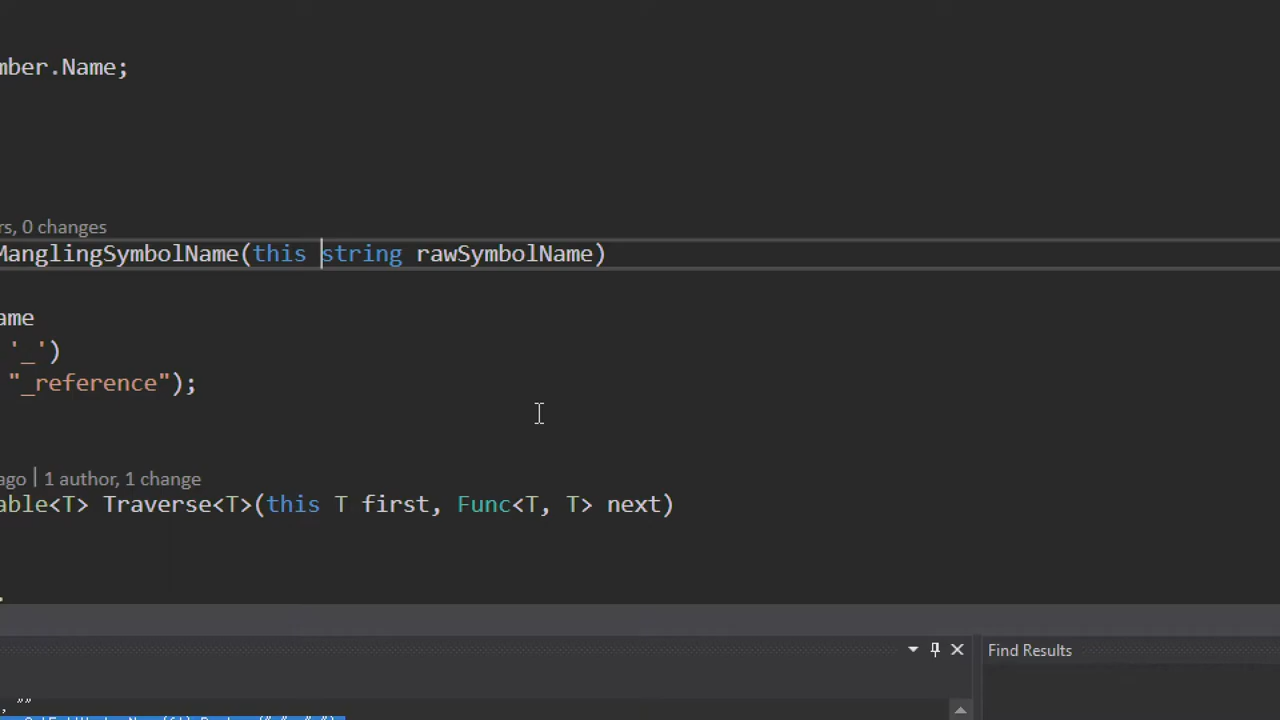 mber.Name;
rs, 0 changes
ManglingSymbolName(this string rawSymbolName)
ame
'_')
"_reference");
ago | 1 author, 1 change
able<T> Traverse<T>(this T first, Func<T, T> next)
.
Find Results
, ""